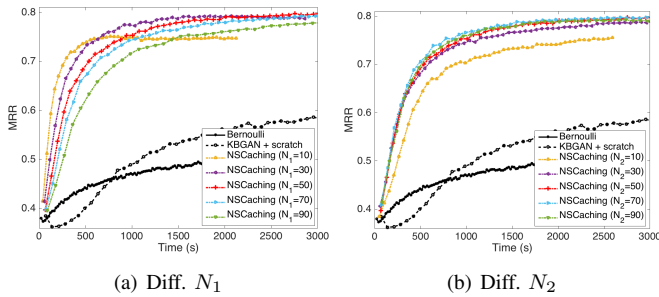 0.8
0.7
0.6
0.5
0.4
MRR
0 500 1000 1500 2000 2500 3000
Time (s)
Bernoulli
KBGAN + scratch
NSCaching (N1=10)
NSCaching (N1=30)
NSCaching (N1=50)
NSCaching (N1=70)
NSCaching (N1=90)
(a) Diff. N1
0.8
0.7
0.6
0.5
0.4
MRR
0 500 1000 1500 2000 2500 3000
Time (s)
Bernoulli
KBGAN + scratch
NSCaching (N2=10)
NSCaching (N2=30)
NSCaching (N2=50)
NSCaching (N2=70)
NSCaching (N2=90)
(b) Diff. N2